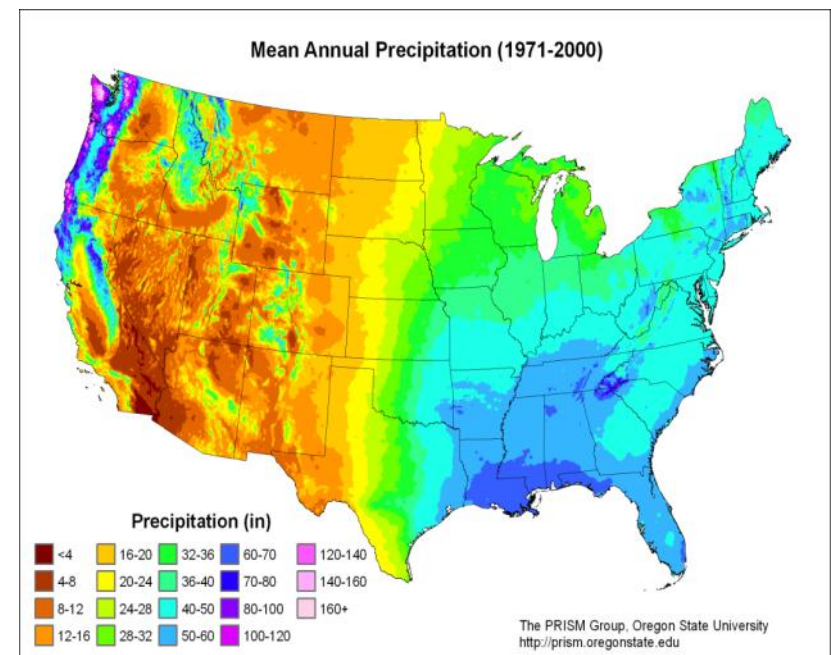 Mean Annual Precipitation (1971-2000)
Precipitation (in)
<4 16-20 32-36 60-70 120-140
4-8 20-24 36-40 70-80 140-160
8-12 24-28 40-50 80-100 160+
12-16 28-32 50-60 100-120
The PRISM Group, Oregon State University
http://prism.oregonstate.edu